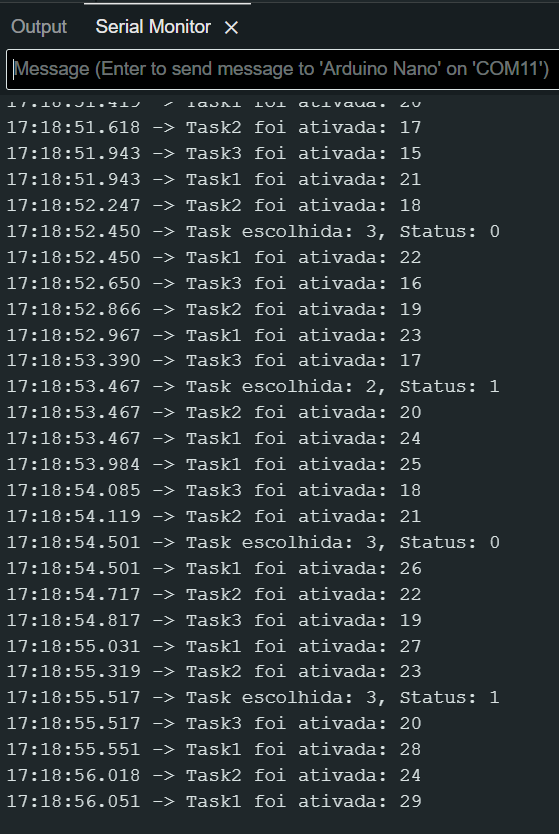 Output Serial Monitor ×
Message (Enter to send message to 'Arduino Nano' on 'COM11')
17:18:51.419 -> Task1 foi ativada: 20
17:18:51.618 -> Task2 foi ativada: 17
17:18:51.943 -> Task3 foi ativada: 15
17:18:51.943 -> Task1 foi ativada: 21
17:18:52.247 -> Task2 foi ativada: 18
17:18:52.450 -> Task escolhida: 3, Status: 0
17:18:52.450 -> Task1 foi ativada: 22
17:18:52.650 -> Task3 foi ativada: 16
17:18:52.866 -> Task2 foi ativada: 19
17:18:52.967 -> Task1 foi ativada: 23
17:18:53.390 -> Task3 foi ativada: 17
17:18:53.467 -> Task escolhida: 2, Status: 1
17:18:53.467 -> Task2 foi ativada: 20
17:18:53.467 -> Task1 foi ativada: 24
17:18:53.984 -> Task1 foi ativada: 25
17:18:54.085 -> Task3 foi ativada: 18
17:18:54.119 -> Task2 foi ativada: 21
17:18:54.501 -> Task escolhida: 3, Status: 0
17:18:54.501 -> Task1 foi ativada: 26
17:18:54.717 -> Task2 foi ativada: 22
17:18:54.817 -> Task3 foi ativada: 19
17:18:55.031 -> Task1 foi ativada: 27
17:18:55.319 -> Task2 foi ativada: 23
17:18:55.517 -> Task escolhida: 3, Status: 1
17:18:55.517 -> Task3 foi ativada: 20
17:18:55.551 -> Task1 foi ativada: 28
17:18:56.018 -> Task2 foi ativada: 24
17:18:56.051 -> Task1 foi ativada: 29